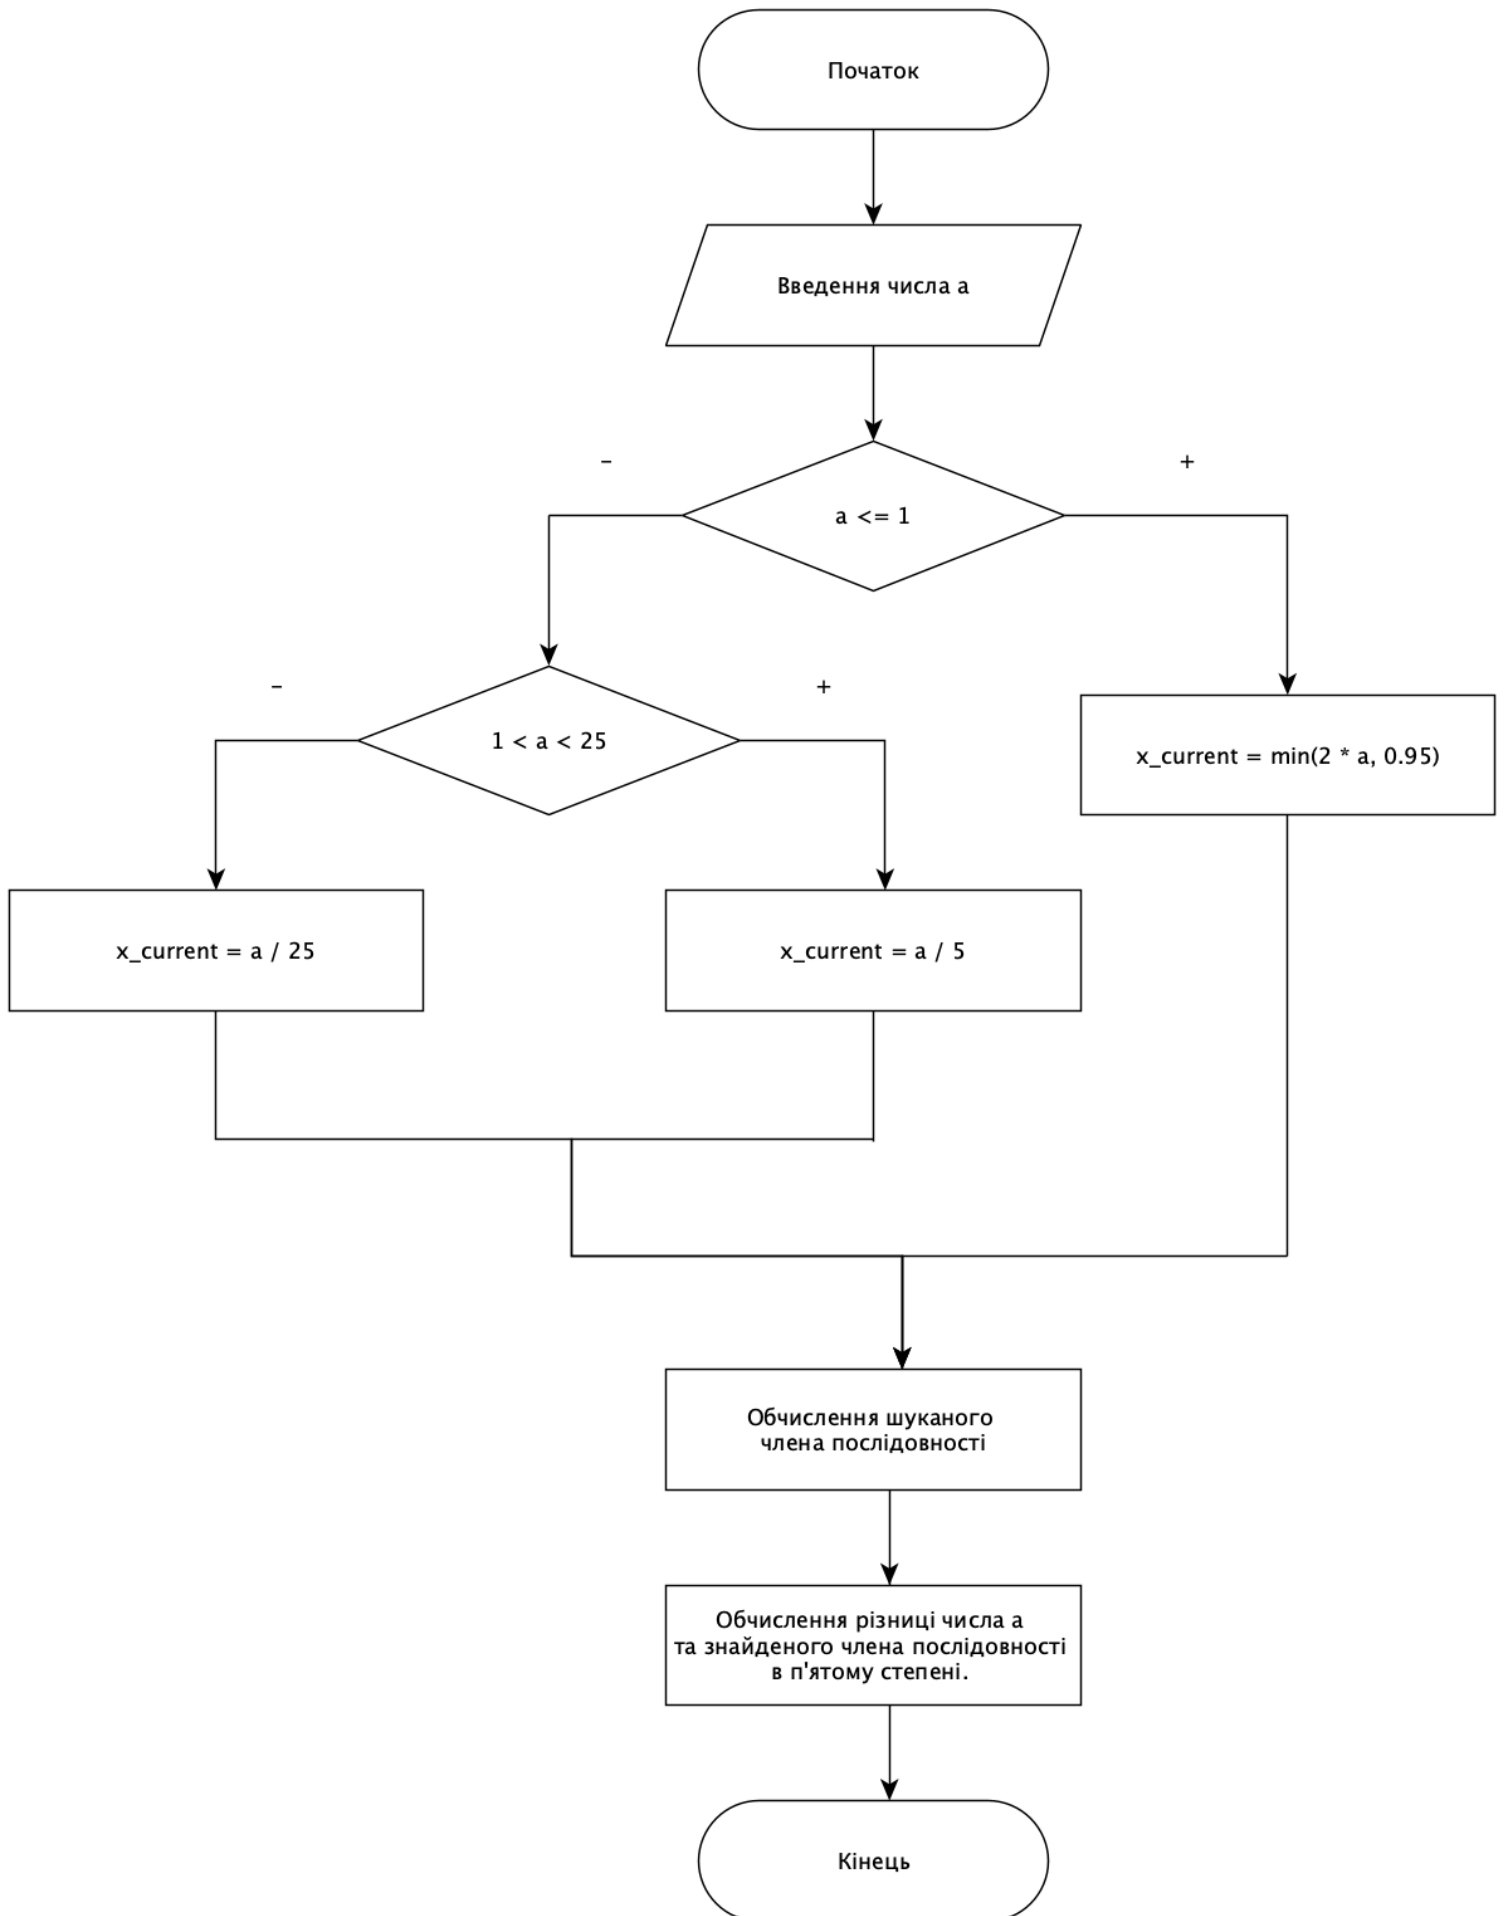 Початок
Введення числа a
–
+
a <= 1
–
+
1 < a < 25
x_current = min(2 * a, 0.95)
x_current = a / 25
x_current = a / 5
Обчислення шуканого
члена послідовності
Обчислення різниці числа a
та знайденого члена послідовності
в п'ятому степені.
Кінець